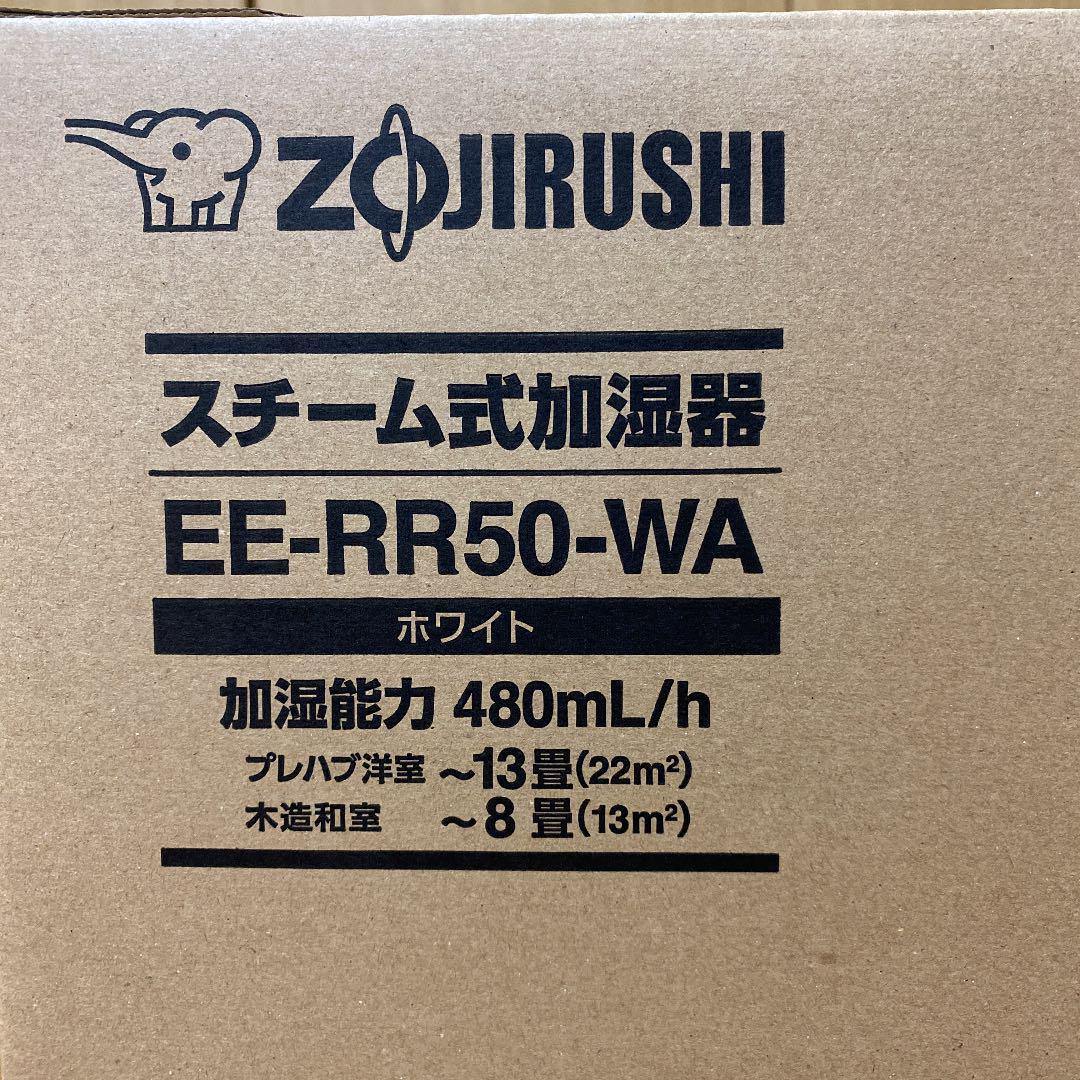 ZOJIRUSHI
スチーム式加湿器
EE-RR50-WA
ホワイト
加湿能力 480mL/h
プレハブ洋室 ~13畳(22m²)
木造和室 ~8畳(13m²)